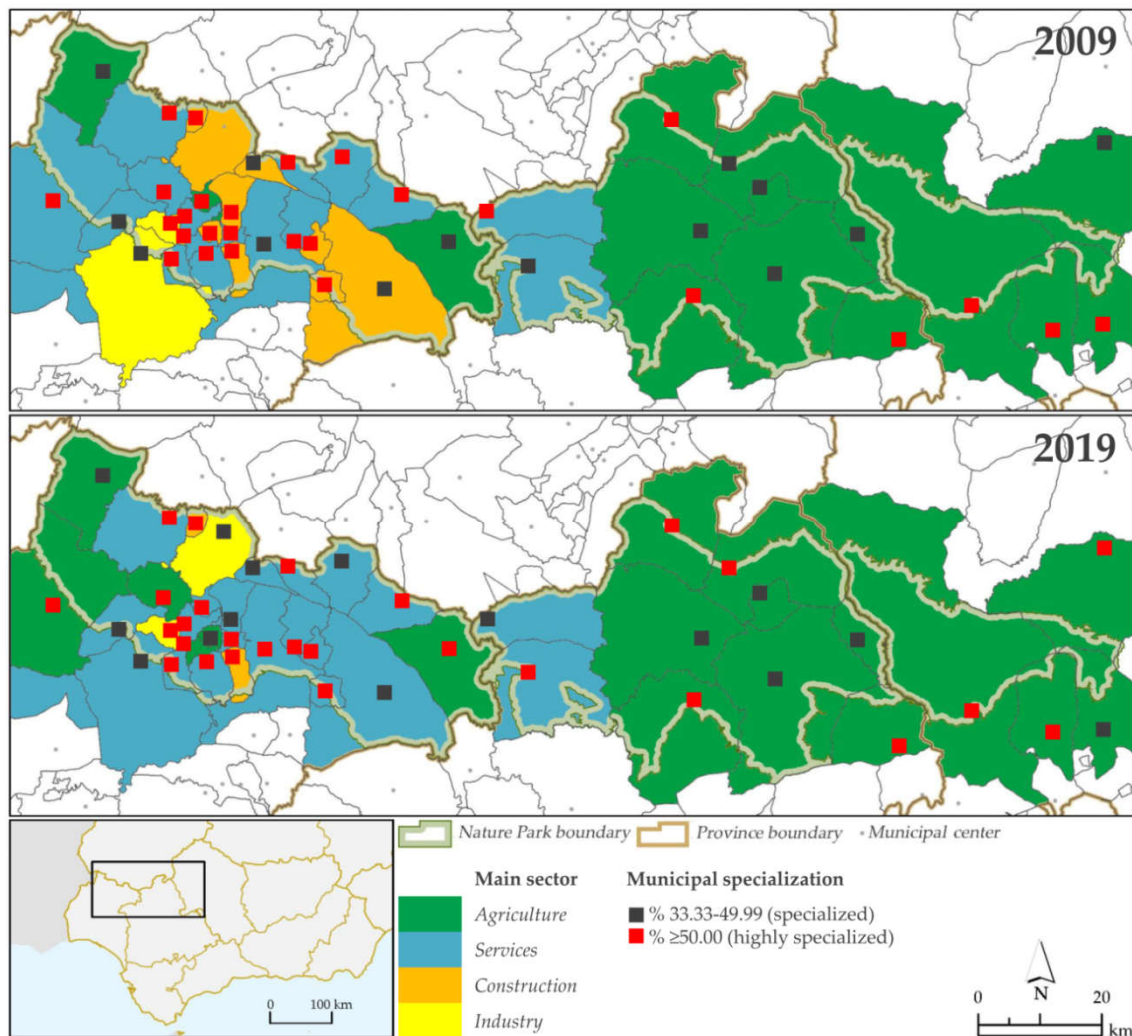 2009
2019
Nature Park boundary
Province boundary
Municipal center
Main sector
Municipal specialization
Agriculture
% 33.33-49.99 (specialized)
Services
% ≥50.00 (highly specialized)
Construction
Industry
0 100 km
N
0 20
km